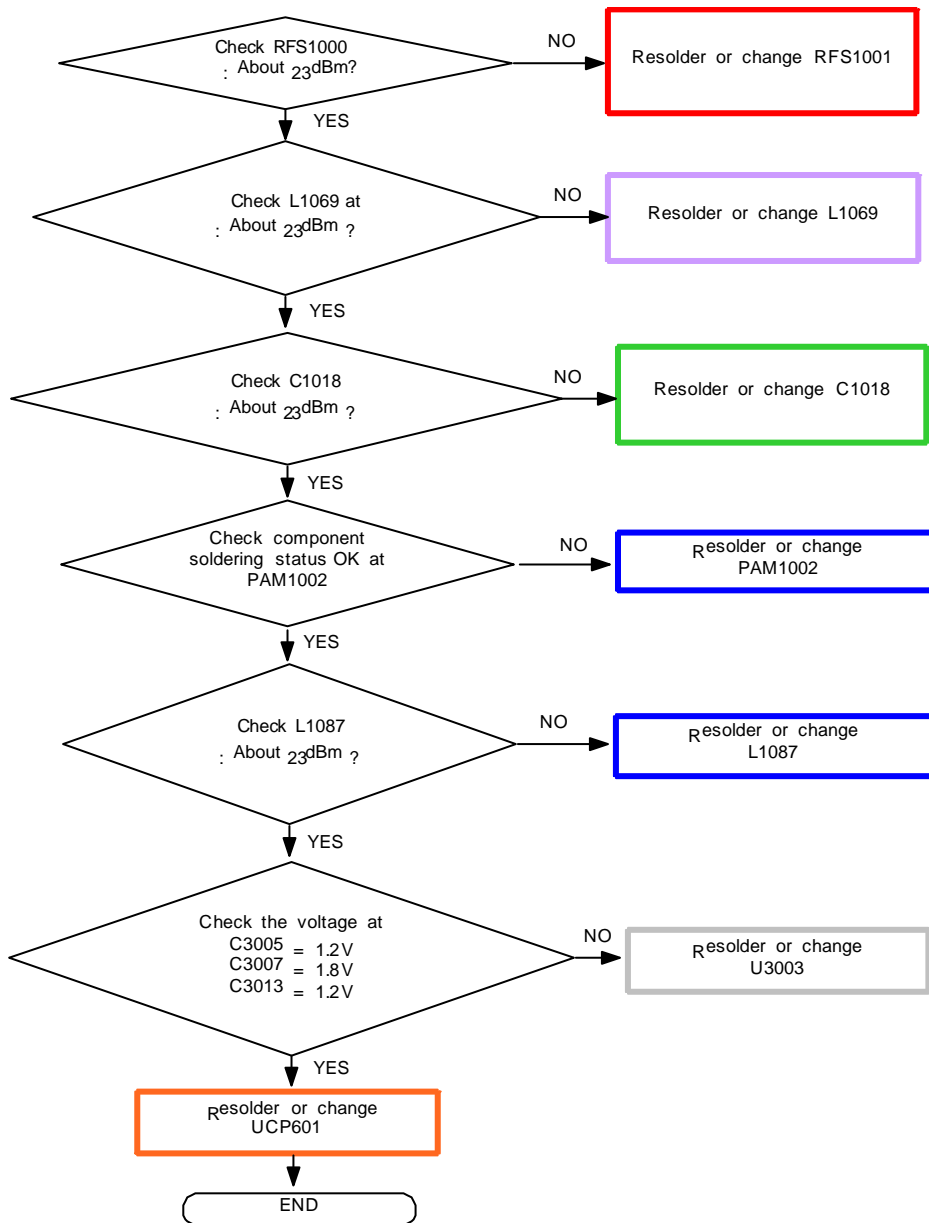 Check RFS1000
: About 23dBm?
NO
Resolder or change RFS1001
YES
Check L1069 at
: About 23dBm ?
NO
Resolder or change L1069
YES
Check C1018
: About 23dBm ?
NO
Resolder or change C1018
YES
Check component
soldering status OK at
PAM1002
NO
Resolder or change
PAM1002
YES
Check L1087
: About 23dBm ?
NO
Resolder or change
L1087
YES
Check the voltage at
C3005 = 1.2V
C3007 = 1.8V
C3013 = 1.2V
NO
Resolder or change
U3003
YES
Resolder or change
UCP601
END